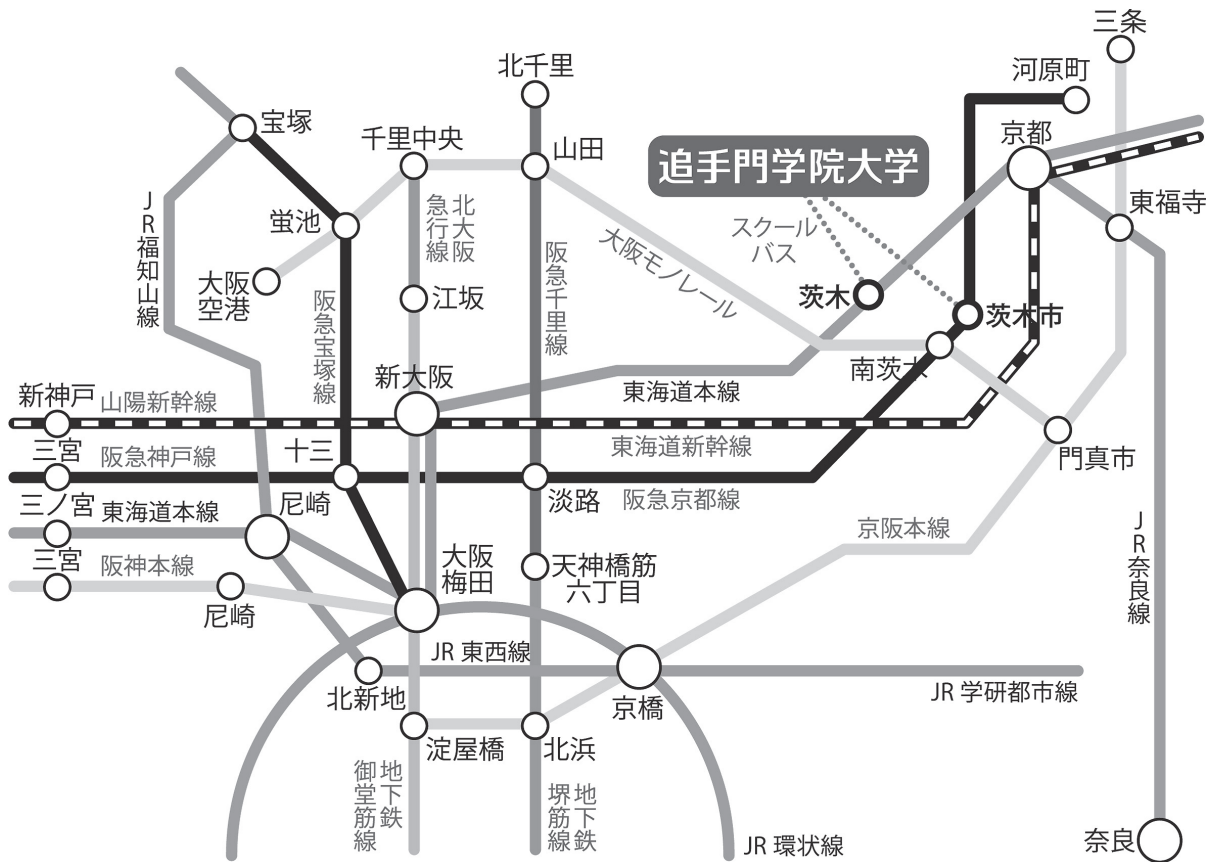 三条
河原町
京都
東福寺
北千里
宝塚
千里中央
山田
追手門学院大学
スクール
バス
蛍池
大阪
空港
北大阪
急行線
江坂
阪急千里線
大阪モノレール
茨木
茨木市
南茨木
JR福知山線
阪急宝塚線
新大阪
東海道本線
新神戸
山陽新幹線
東海道新幹線
三宮
阪急神戸線
十三
淡路
阪急京都線
門真市
三ノ宮
東海道本線
尼崎
京阪本線
三宮
阪神本線
尼崎
大阪
梅田
天神橋筋
六丁目
JR奈良線
JR 東西線
北新地
京橋
JR 学研都市線
淀屋橋
北浜
地下鉄
御堂筋線
地下鉄
堺筋線
JR 環状線
奈良